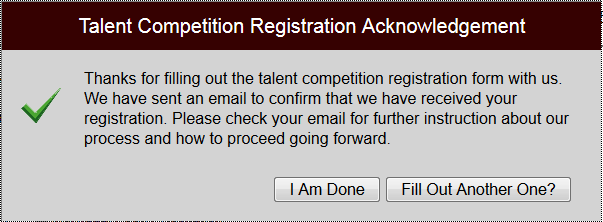 Talent Competition Registration Acknowledgement
Thanks for filling out the talent competition registration form with us.
We have sent an email to confirm that we have received your
registration. Please check your email for further instruction about our
process and how to proceed going forward.
I Am Done
Fill Out Another One?